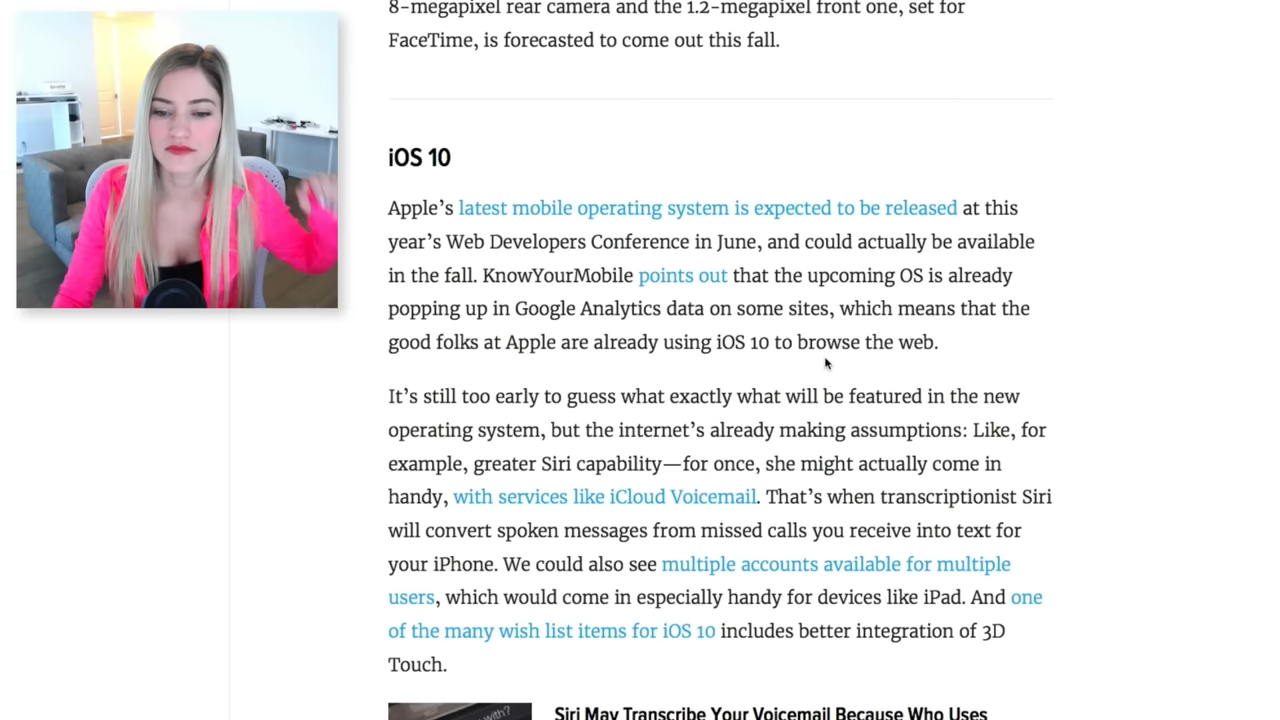 8-megapixel rear camera and the 1.2-megapixel front one, set for
FaceTime, is forecasted to come out this fall.
iOS 10
Apple’s latest mobile operating system is expected to be released at this
year’s Web Developers Conference in June, and could actually be available
in the fall. KnowYourMobile points out that the upcoming OS is already
popping up in Google Analytics data on some sites, which means that the
good folks at Apple are already using iOS 10 to browse the web.
It’s still too early to guess what exactly what will be featured in the new
operating system, but the internet’s already making assumptions: Like, for
example, greater Siri capability—for once, she might actually come in
handy, with services like iCloud Voicemail. That’s when transcriptionist Siri
will convert spoken messages from missed calls you receive into text for
your iPhone. We could also see multiple accounts available for multiple
users, which would come in especially handy for devices like iPad. And one
of the many wish list items for iOS 10 includes better integration of 3D
Touch.
with?
Siri May Transcribe Your Voicemail Because Who Uses